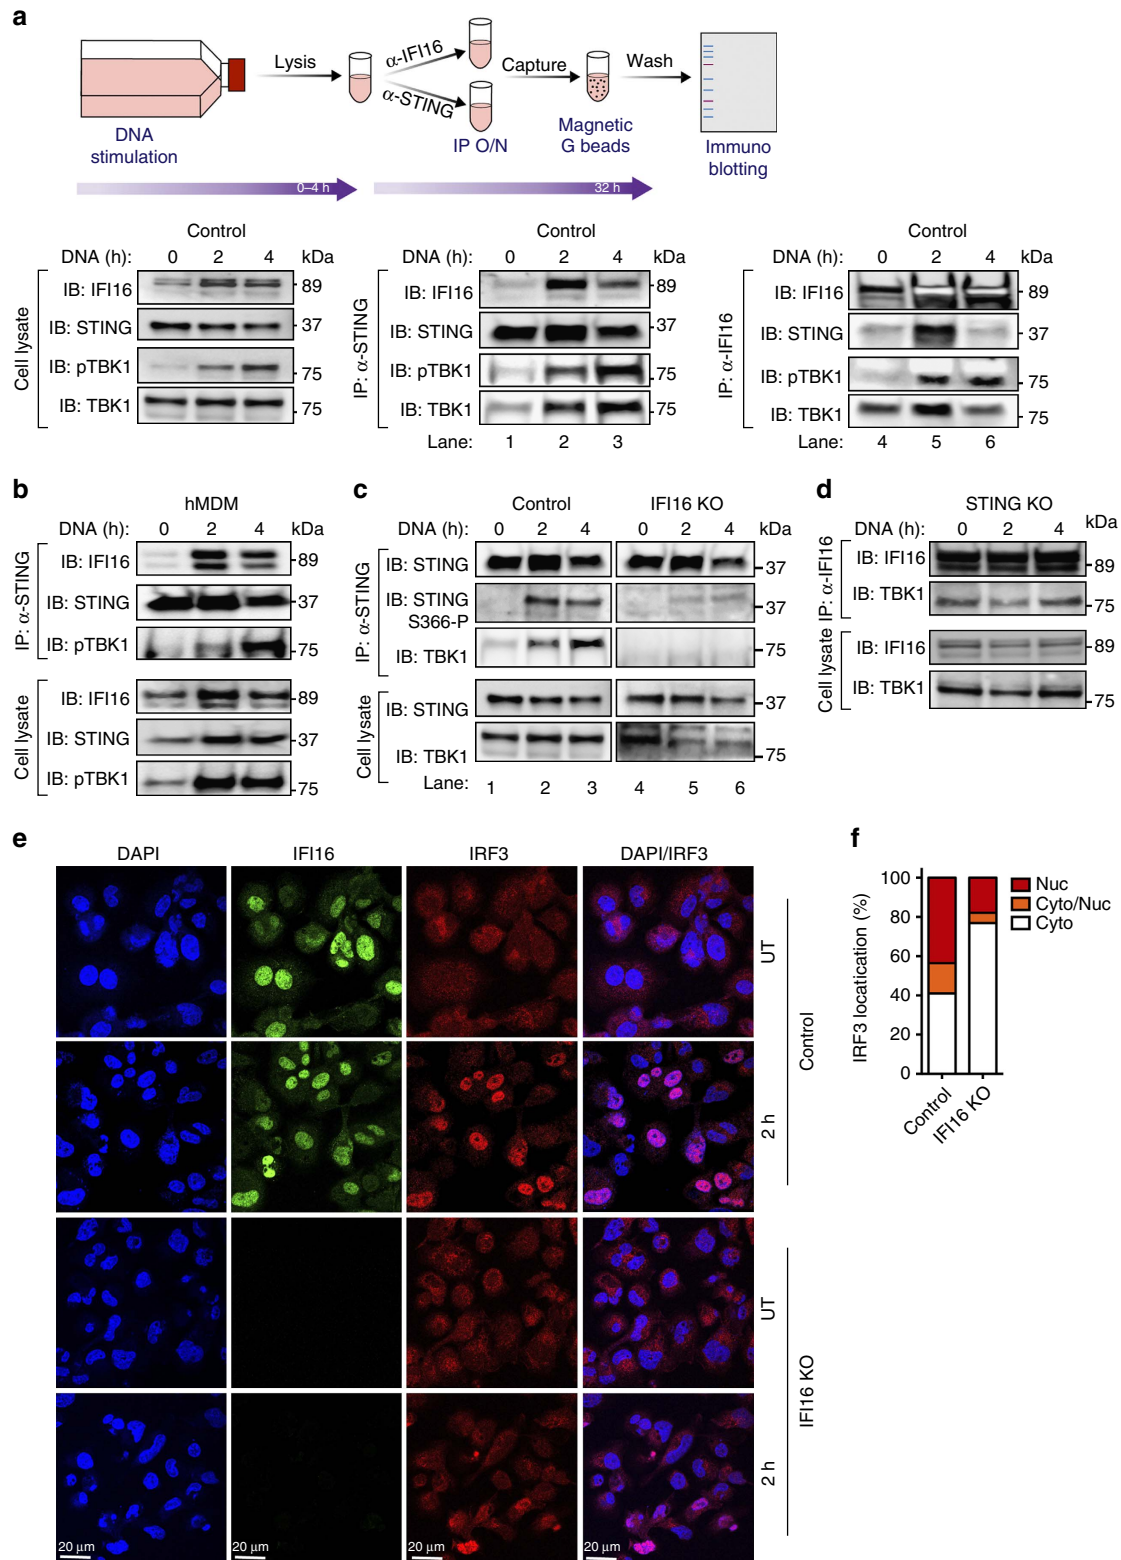 a
Lysis
α-IFI16
α-STING
Capture
Wash
DNA
stimulation
IP O/N
Magnetic
G beads
Immuno
blotting
0–4 h
32 h
Control
DNA (h): 0 2 4 kDa
Cell lysate
IB: IFI16 89
IB: STING 37
IB: pTBK1 75
IB: TBK1 75
Control
DNA (h): 0 2 4 kDa
IP: α-STING
IB: IFI16 89
IB: STING 37
IB: pTBK1 75
IB: TBK1 75
Lane: 1 2 3
Control
DNA (h): 0 2 4 kDa
IP: α-IFI16
IB: IFI16 89
IB: STING 37
IB: pTBK1 75
IB: TBK1 75
Lane: 4 5 6
b
hMDM
DNA (h): 0 2 4 kDa
IP: α-STING
IB: IFI16 89
IB: STING 37
IB: pTBK1 75
Cell lysate
IB: IFI16 89
IB: STING 37
IB: pTBK1 75
c
Control IFI16 KO
DNA (h): 0 2 4 0 2 4 kDa
IP: α-STING
IB: STING 37
IB: STING
S366-P 37
IB: TBK1 75
Cell lysate
IB: STING 37
IB: TBK1 75
Lane: 1 2 3 4 5 6
d
STING KO
DNA (h): 0 2 4 kDa
IP: α-IFI16
IB: IFI16 89
IB: TBK1 75
Cell lysate
IB: IFI16 89
IB: TBK1 75
e
DAPI IFI16 IRF3 DAPI/IRF3
UT
2 h
Control
UT
2 h
IFI16 KO
20 µm 20 µm 20 µm 20 µm
f
IRF3 locatication (%)
100
80
60
40
20
0
Control
IFI16 KO
Nuc
Cyto/Nuc
Cyto